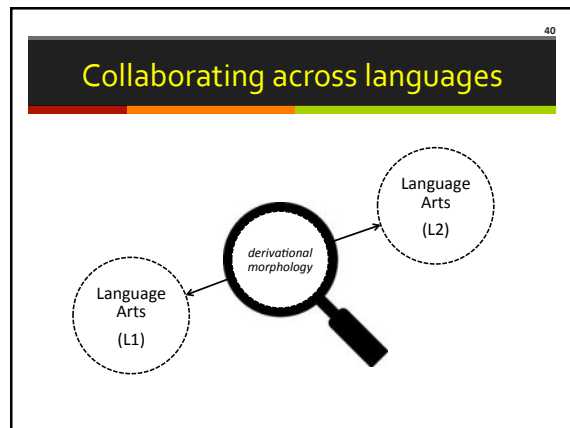 40
Collaborating across languages
Language
Arts
(L2)
derivational
morphology
Language
Arts
(L1)